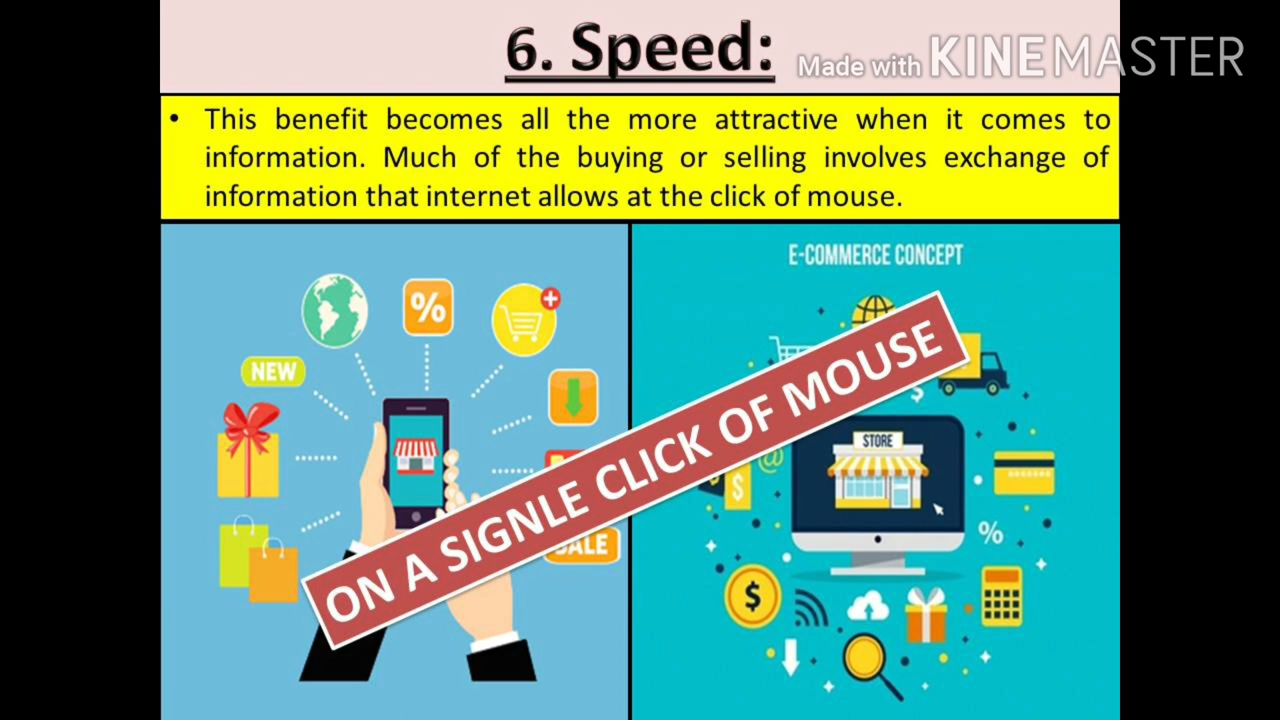 6. Speed:
Made with KINEMASTER
• This benefit becomes all the more attractive when it comes to
information. Much of the buying or selling involves exchange of
information that internet allows at the click of mouse.
E-COMMERCE CONCEPT
%
NEW
$
STORE
ON A SIGNLE CLICK OF MOUSE
@
$
%
SALE
$